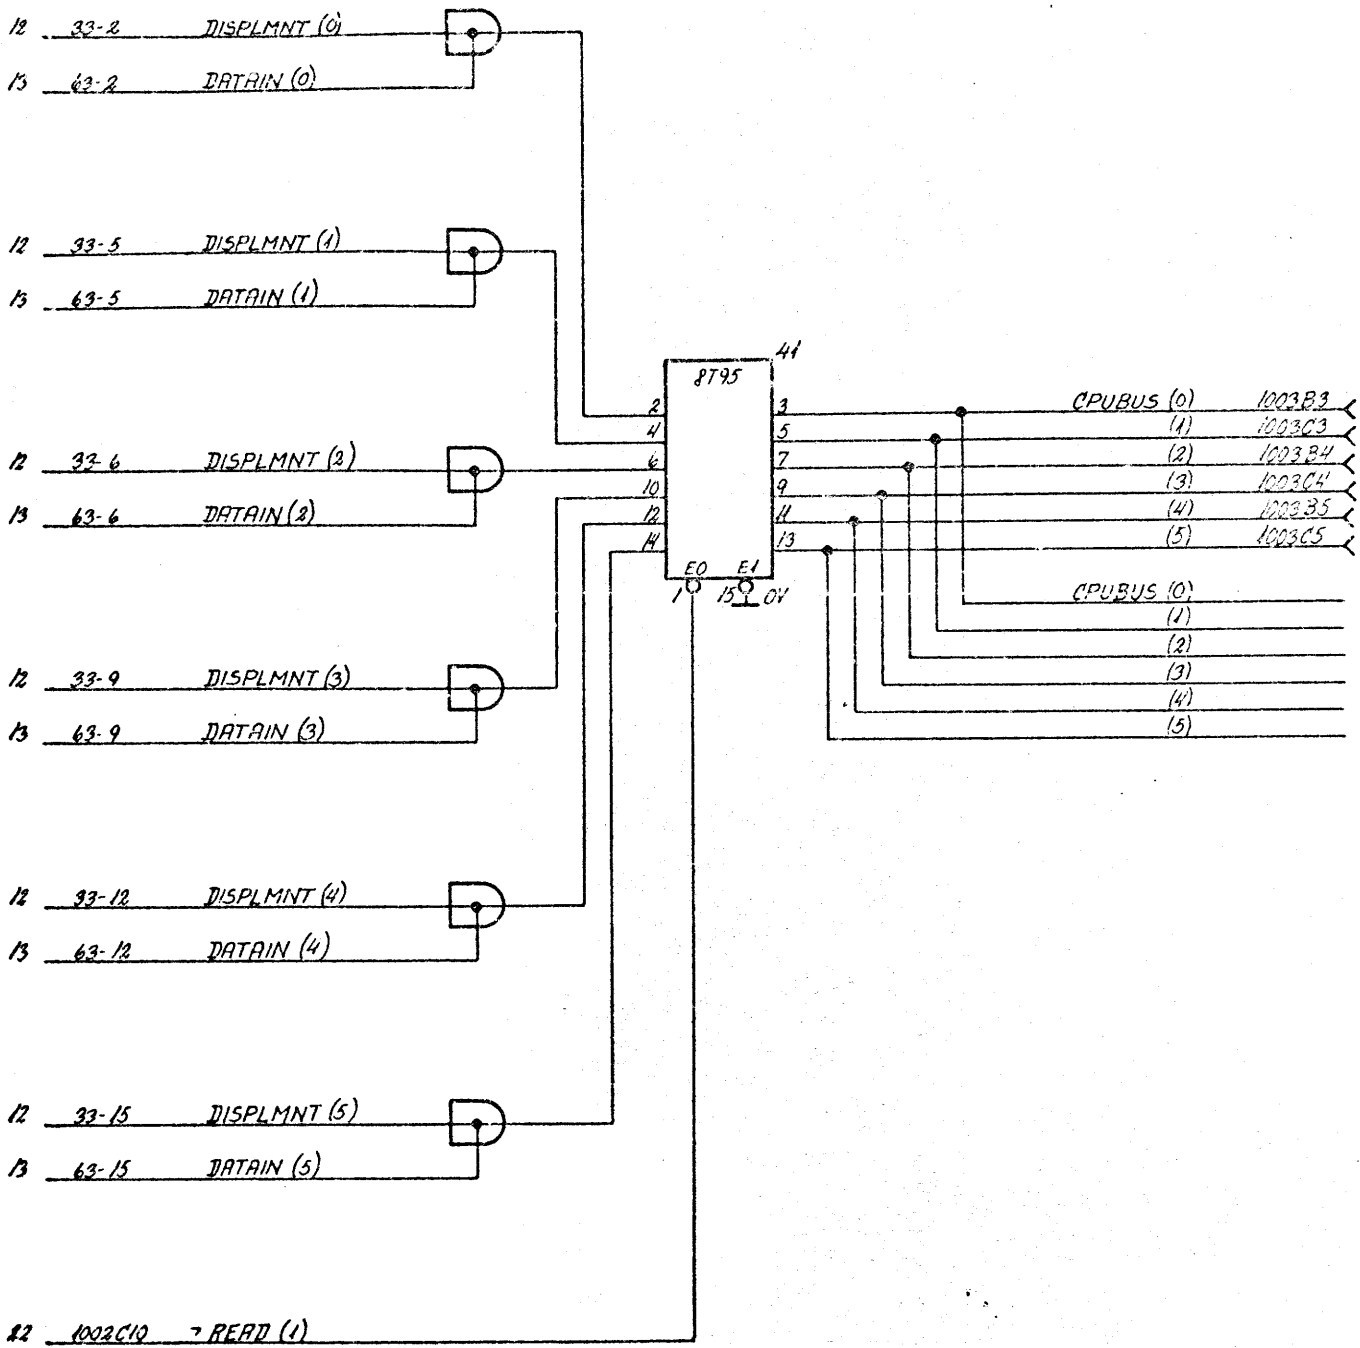 12 33-2 DISPLMNT (0)
13 63-2 DATAIN (0)
12 33-5 DISPLMNT (1)
13 63-5 DATAIN (1)
41
8T95
2 3 CPUBUS (0) 1003B3
4 5 (1) 1003C3
6 7 (2) 1003B4
10 9 (3) 1003C4
12 11 (4) 1003B5
14 13 (5) 1003C5
12 33-6 DISPLMNT (2)
13 63-6 DATAIN (2)
E0 E1
1 15 0V
CPUBUS (0)
(1)
(2)
(3)
(4)
(5)
12 33-9 DISPLMNT (3)
13 63-9 DATAIN (3)
12 33-12 DISPLMNT (4)
13 63-12 DATAIN (4)
12 33-15 DISPLMNT (5)
13 63-15 DATAIN (5)
22 1002C10 ¬ READ (1)